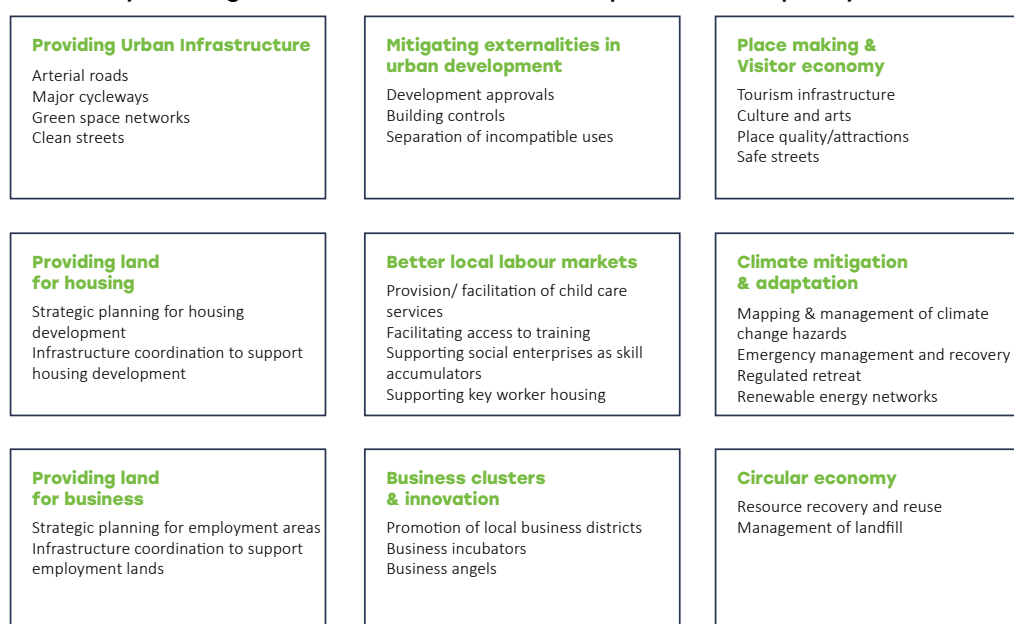 Providing Urban Infrastructure
Arterial roads
Major cycleways
Green space networks
Clean streets
Mitigating externalities in
urban development
Development approvals
Building controls
Separation of incompatible uses
Place making &
Visitor economy
Tourism infrastructure
Culture and arts
Place quality/attractions
Safe streets
Providing land
for housing
Strategic planning for housing
development
Infrastructure coordination to support
housing development
Better local labour markets
Provision/ facilitation of child care
services
Facilitating access to training
Supporting social enterprises as skill
accumulators
Supporting key worker housing
Climate mitigation
& adaptation
Mapping & management of climate
change hazards
Emergency management and recovery
Regulated retreat
Renewable energy networks
Providing land
for business
Strategic planning for employment areas
Infrastructure coordination to support
employment lands
Business clusters
& innovation
Promotion of local business districts
Business incubators
Business angels
Circular economy
Resource recovery and reuse
Management of landfill